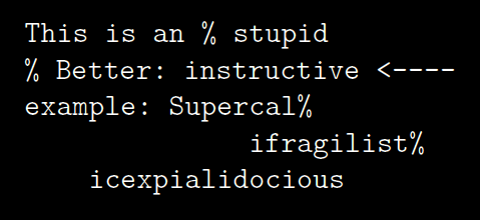 This is an % stupid
% Better: instructive <----
example: Supercal%
ifragilist%
icexpialidocious